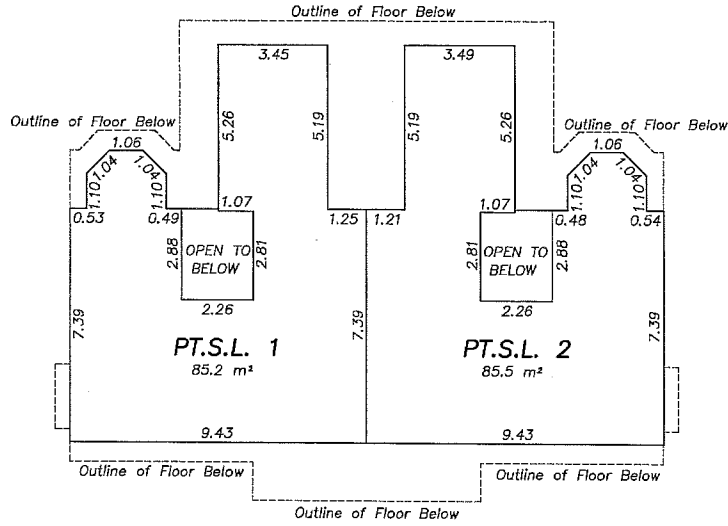 Outline of Floor Below
3.45
3.49
5.26
5.19
5.19
5.26
Outline of Floor Below
Outline of Floor Below
1.06
1.06
1.04
1.04
1.04
1.04
1.10
1.10
1.10
1.10
0.53
0.49
1.07
1.25
1.21
1.07
0.48
0.54
2.88
OPEN TO
BELOW
2.81
2.81
OPEN TO
BELOW
2.88
2.26
2.26
7.39
7.39
7.39
PT.S.L. 1
85.2 m²
PT.S.L. 2
85.5 m²
9.43
9.43
Outline of Floor Below
Outline of Floor Below
Outline of Floor Below